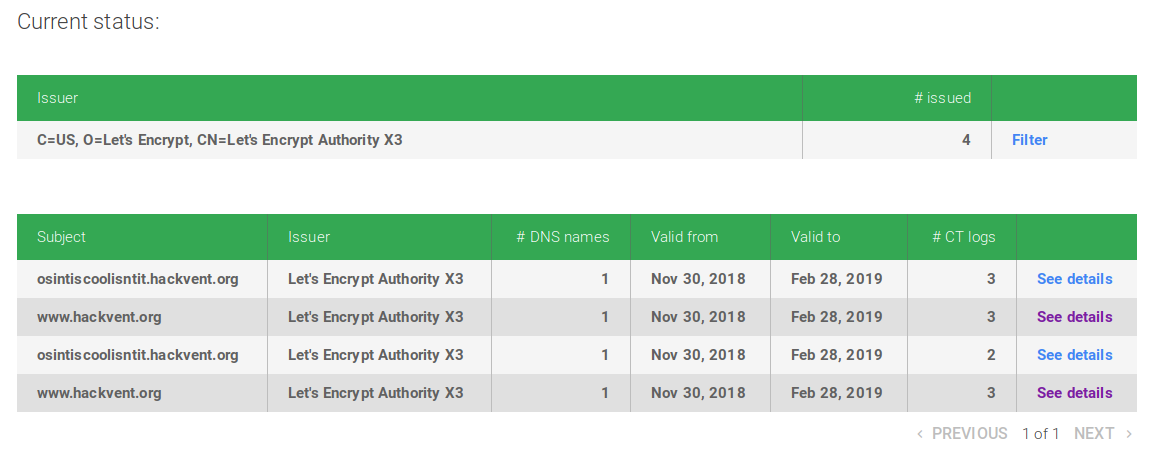 Current status:
Issuer # issued
C=US, O=Let's Encrypt, CN=Let's Encrypt Authority X3 4 Filter
Subject Issuer # DNS names Valid from Valid to # CT logs
osintiscoolisntit.hackvent.org Let's Encrypt Authority X3 1 Nov 30, 2018 Feb 28, 2019 3 See details
www.hackvent.org Let's Encrypt Authority X3 1 Nov 30, 2018 Feb 28, 2019 3 See details
osintiscoolisntit.hackvent.org Let's Encrypt Authority X3 1 Nov 30, 2018 Feb 28, 2019 2 See details
www.hackvent.org Let's Encrypt Authority X3 1 Nov 30, 2018 Feb 28, 2019 3 See details
‹ PREVIOUS 1 of 1 NEXT ›